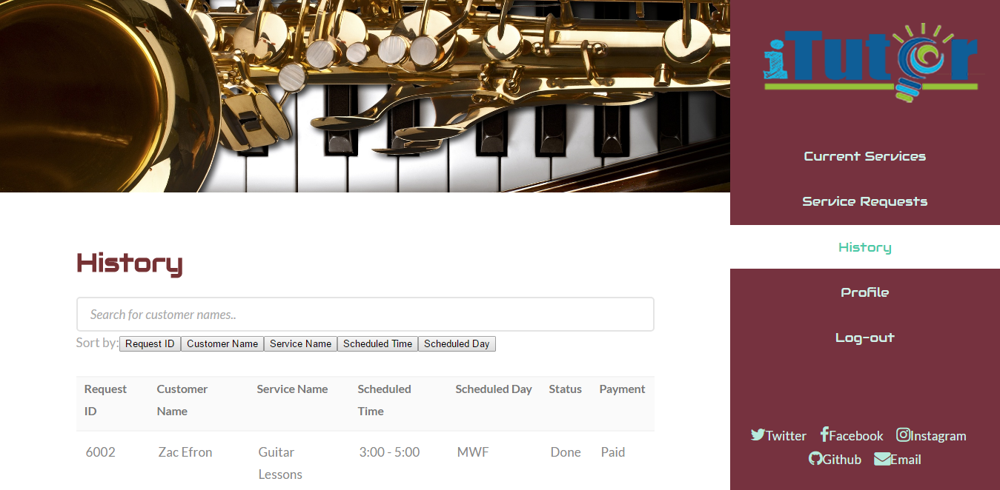 iTutor
Current Services
Service Requests
History
Profile
Log-out
Twitter Facebook Instagram
Github Email
History
Search for customer names..
Sort by: Request ID Customer Name Service Name Scheduled Time Scheduled Day
Request ID Customer Name Service Name Scheduled Time Scheduled Day Status Payment
6002 Zac Efron Guitar Lessons 3:00 - 5:00 MWF Done Paid